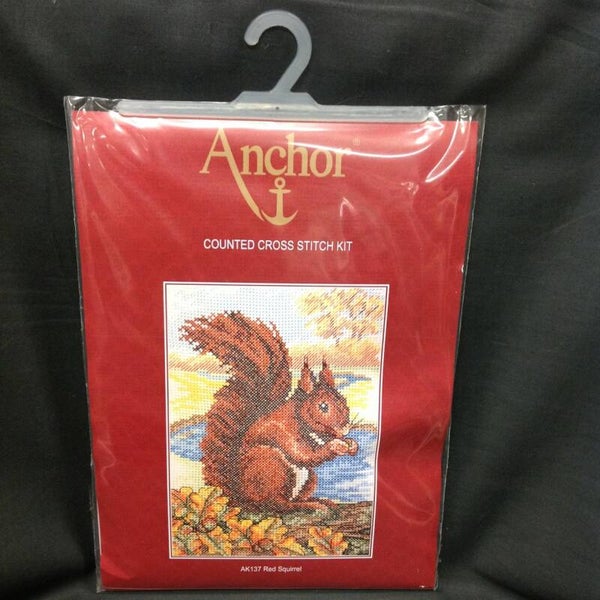 Anchor®
COUNTED CROSS STITCH KIT
AK137 Red Squirrel